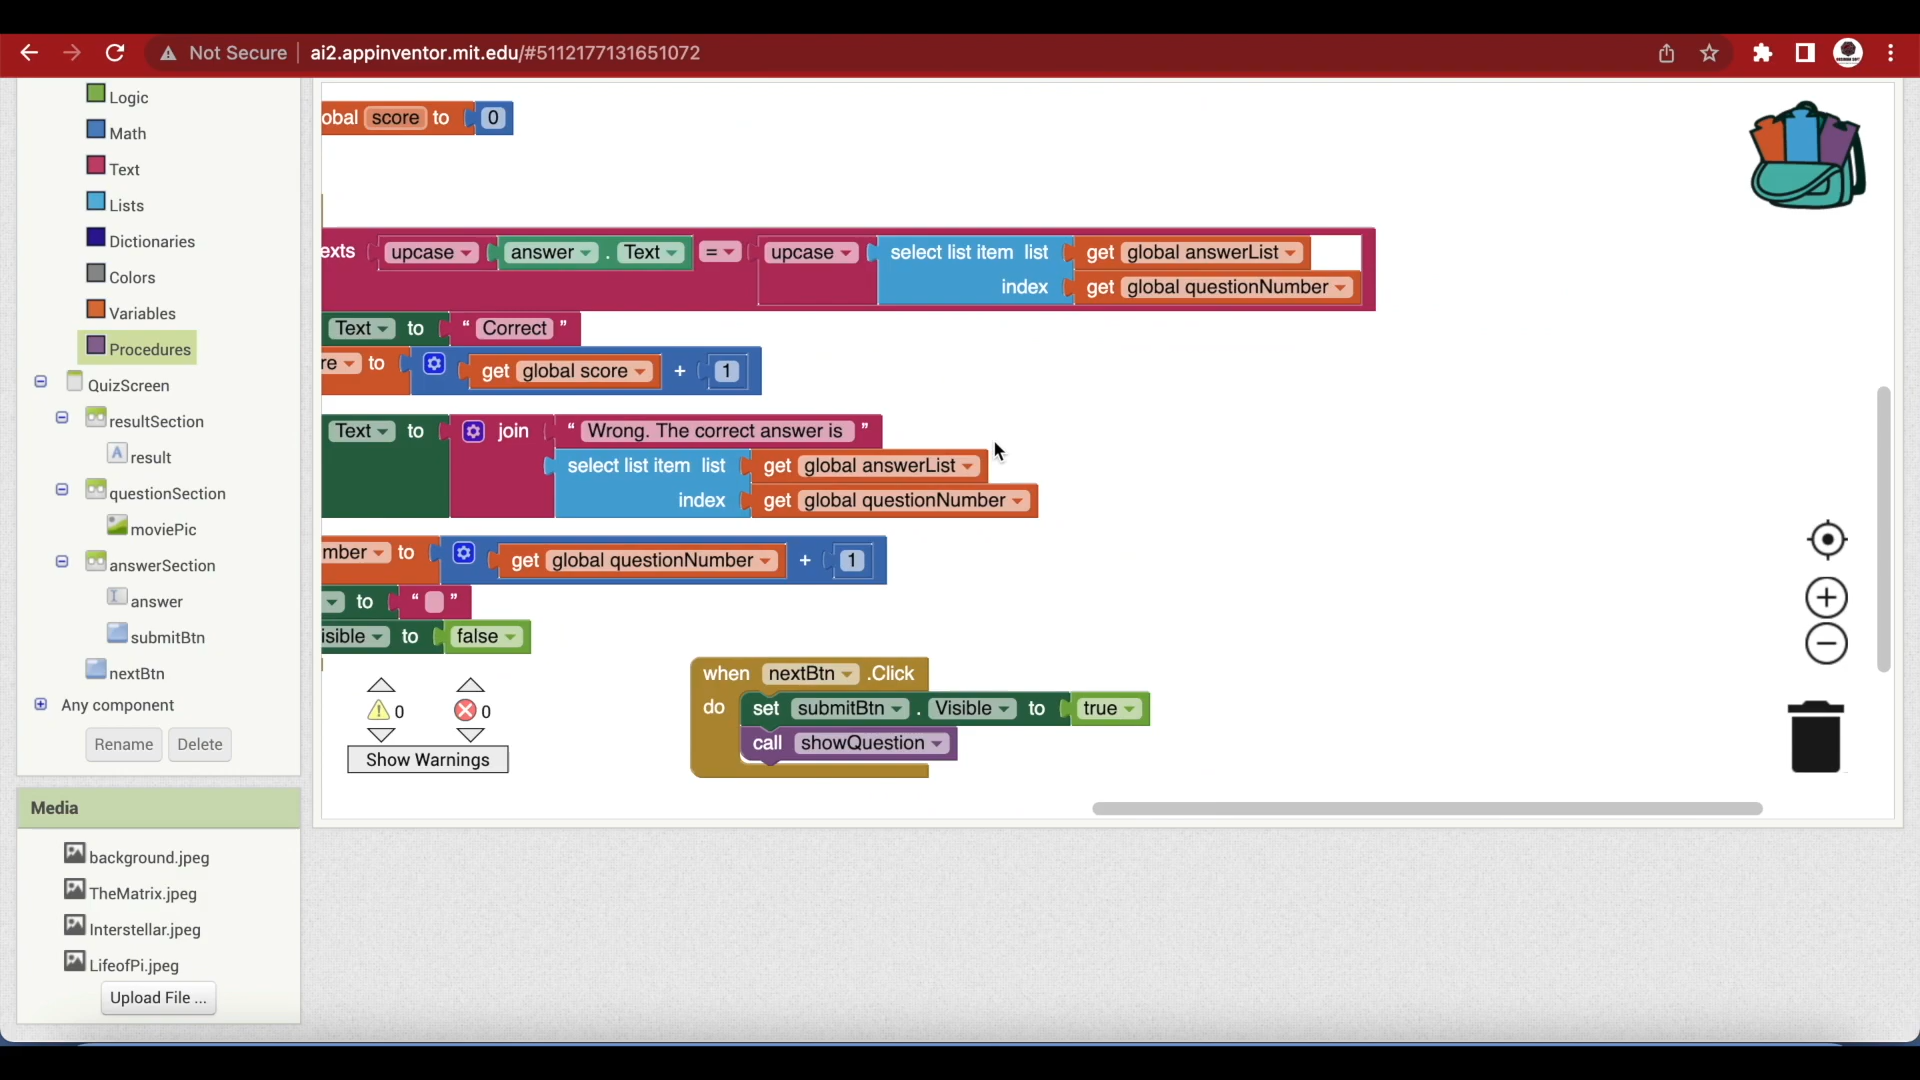 Not Secure ai2.appinventor.mit.edu/#5112177131651072
Logic
Math
Text
Lists
Dictionaries
Colors
Variables
Procedures
QuizScreen
resultSection
result
questionSection
moviePic
answerSection
answer
submitBtn
nextBtn
Any component
Rename Delete
Media
background.jpeg
TheMatrix.jpeg
Interstellar.jpeg
LifeofPi.jpeg
Upload File ...
obal score to 0
exts upcase answer . Text = upcase select list item list get global answerList
index get global questionNumber
Text to “ Correct ”
re to get global score + 1
Text to join “ Wrong. The correct answer is ”
select list item list get global answerList
index get global questionNumber
mber to get global questionNumber + 1
to “ ”
isible to false
when nextBtn .Click
do set submitBtn . Visible to true
call showQuestion
0 0
Show Warnings